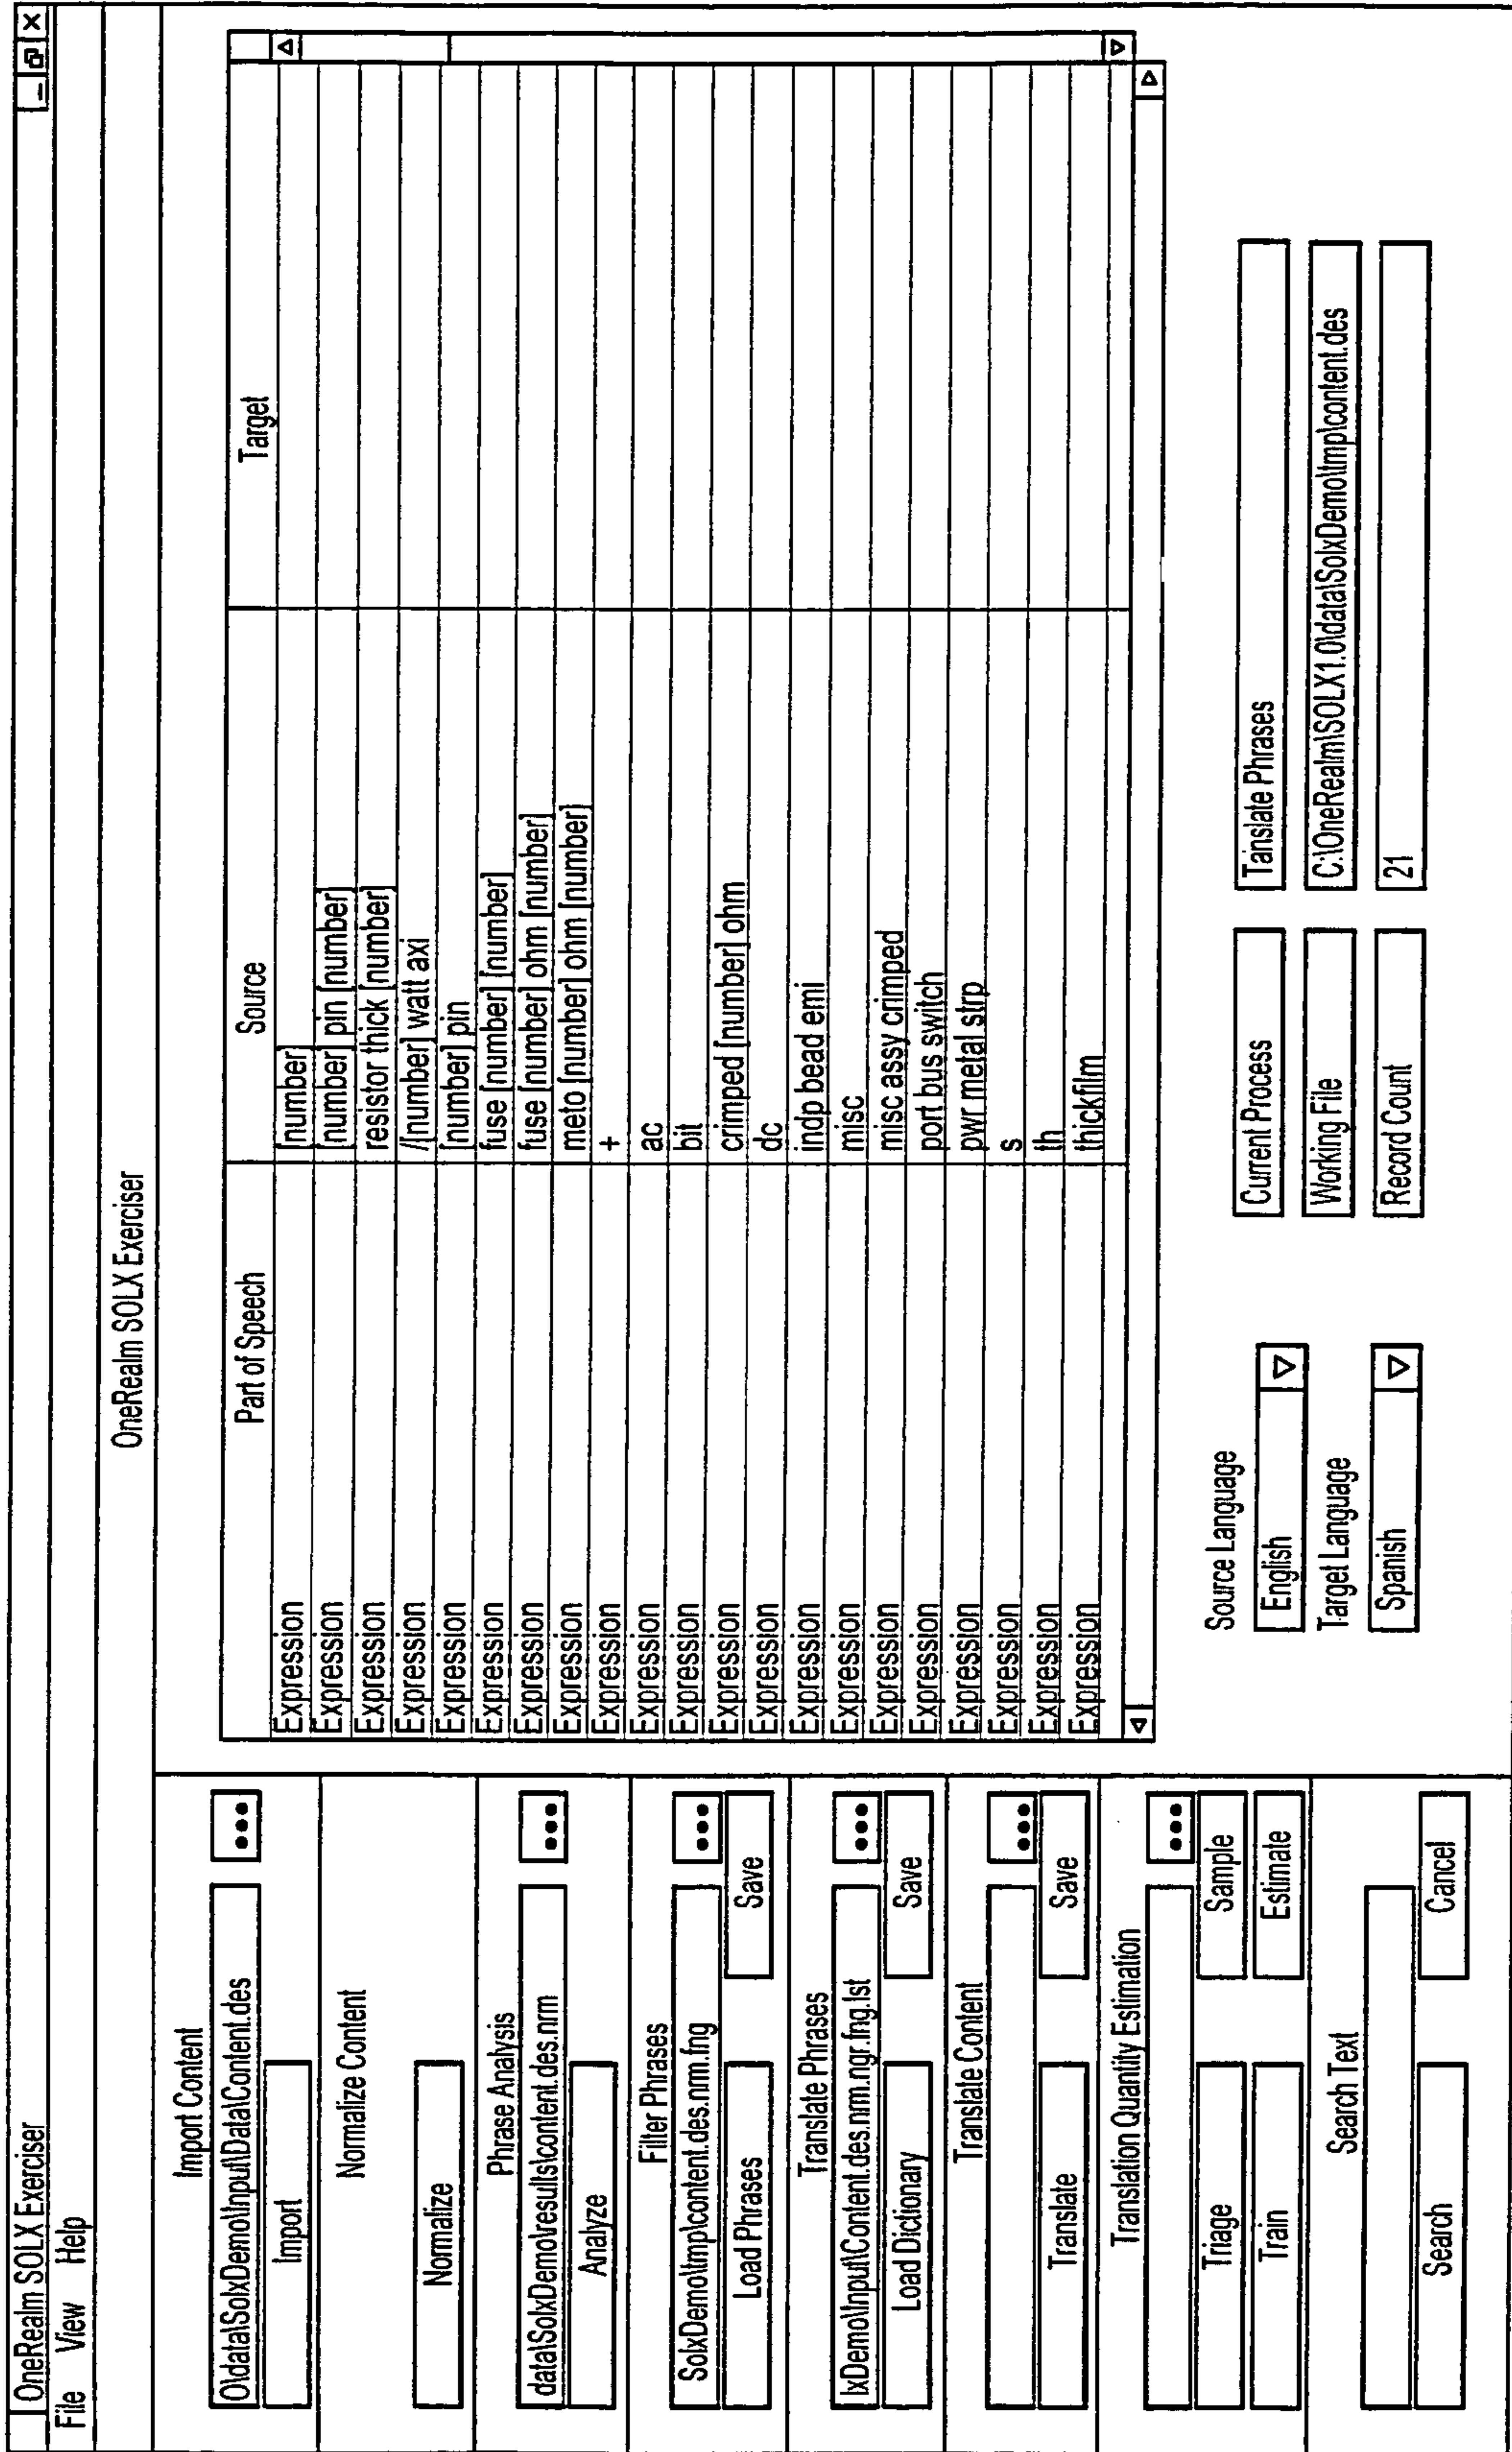 OneRealm SOLX Exerciser
File View Help
OneRealm SOLX Exerciser
Import Content
0\data\SolxDemo\Input\Data\Content.des
Import
Normalize Content
Normalize
Phrase Analysis
data\SolxDemo\results\content.des.nrm
Analyze
Filter Phrases
SolxDemo\tmp\content.des.nrm.fng
Load Phrases Save
Translate Phrases
lxDemo\Input\Content.des.nrm.ngr.fng.lst
Load Dictionary Save
Translate Content
Translate Save
Translation Quantity Estimation
Triage Sample
Train Estimate
Search Text
Search Cancel
Part of Speech Source Target
Expression [number]
Expression [number] pin [number]
Expression resistor thick [number]
Expression /[number] watt axi
Expression [number] pin
Expression fuse [number] [number]
Expression fuse [number] ohm [number]
Expression meto [number] ohm [number]
Expression +
Expression ac
Expression bit
Expression crimped [number] ohm
Expression dc
Expression indp bead emi
Expression misc
Expression misc assy crimped
Expression port bus switch
Expression pwr metal strp
Expression s
Expression th
Expression thickfilm
Source Language
English
Target Language
Spanish
Current Process Tanslate Phrases
Working File C:\OneRealm\SOLX1.0\data\SolxDemo\tmp\content.des
Record Count 21